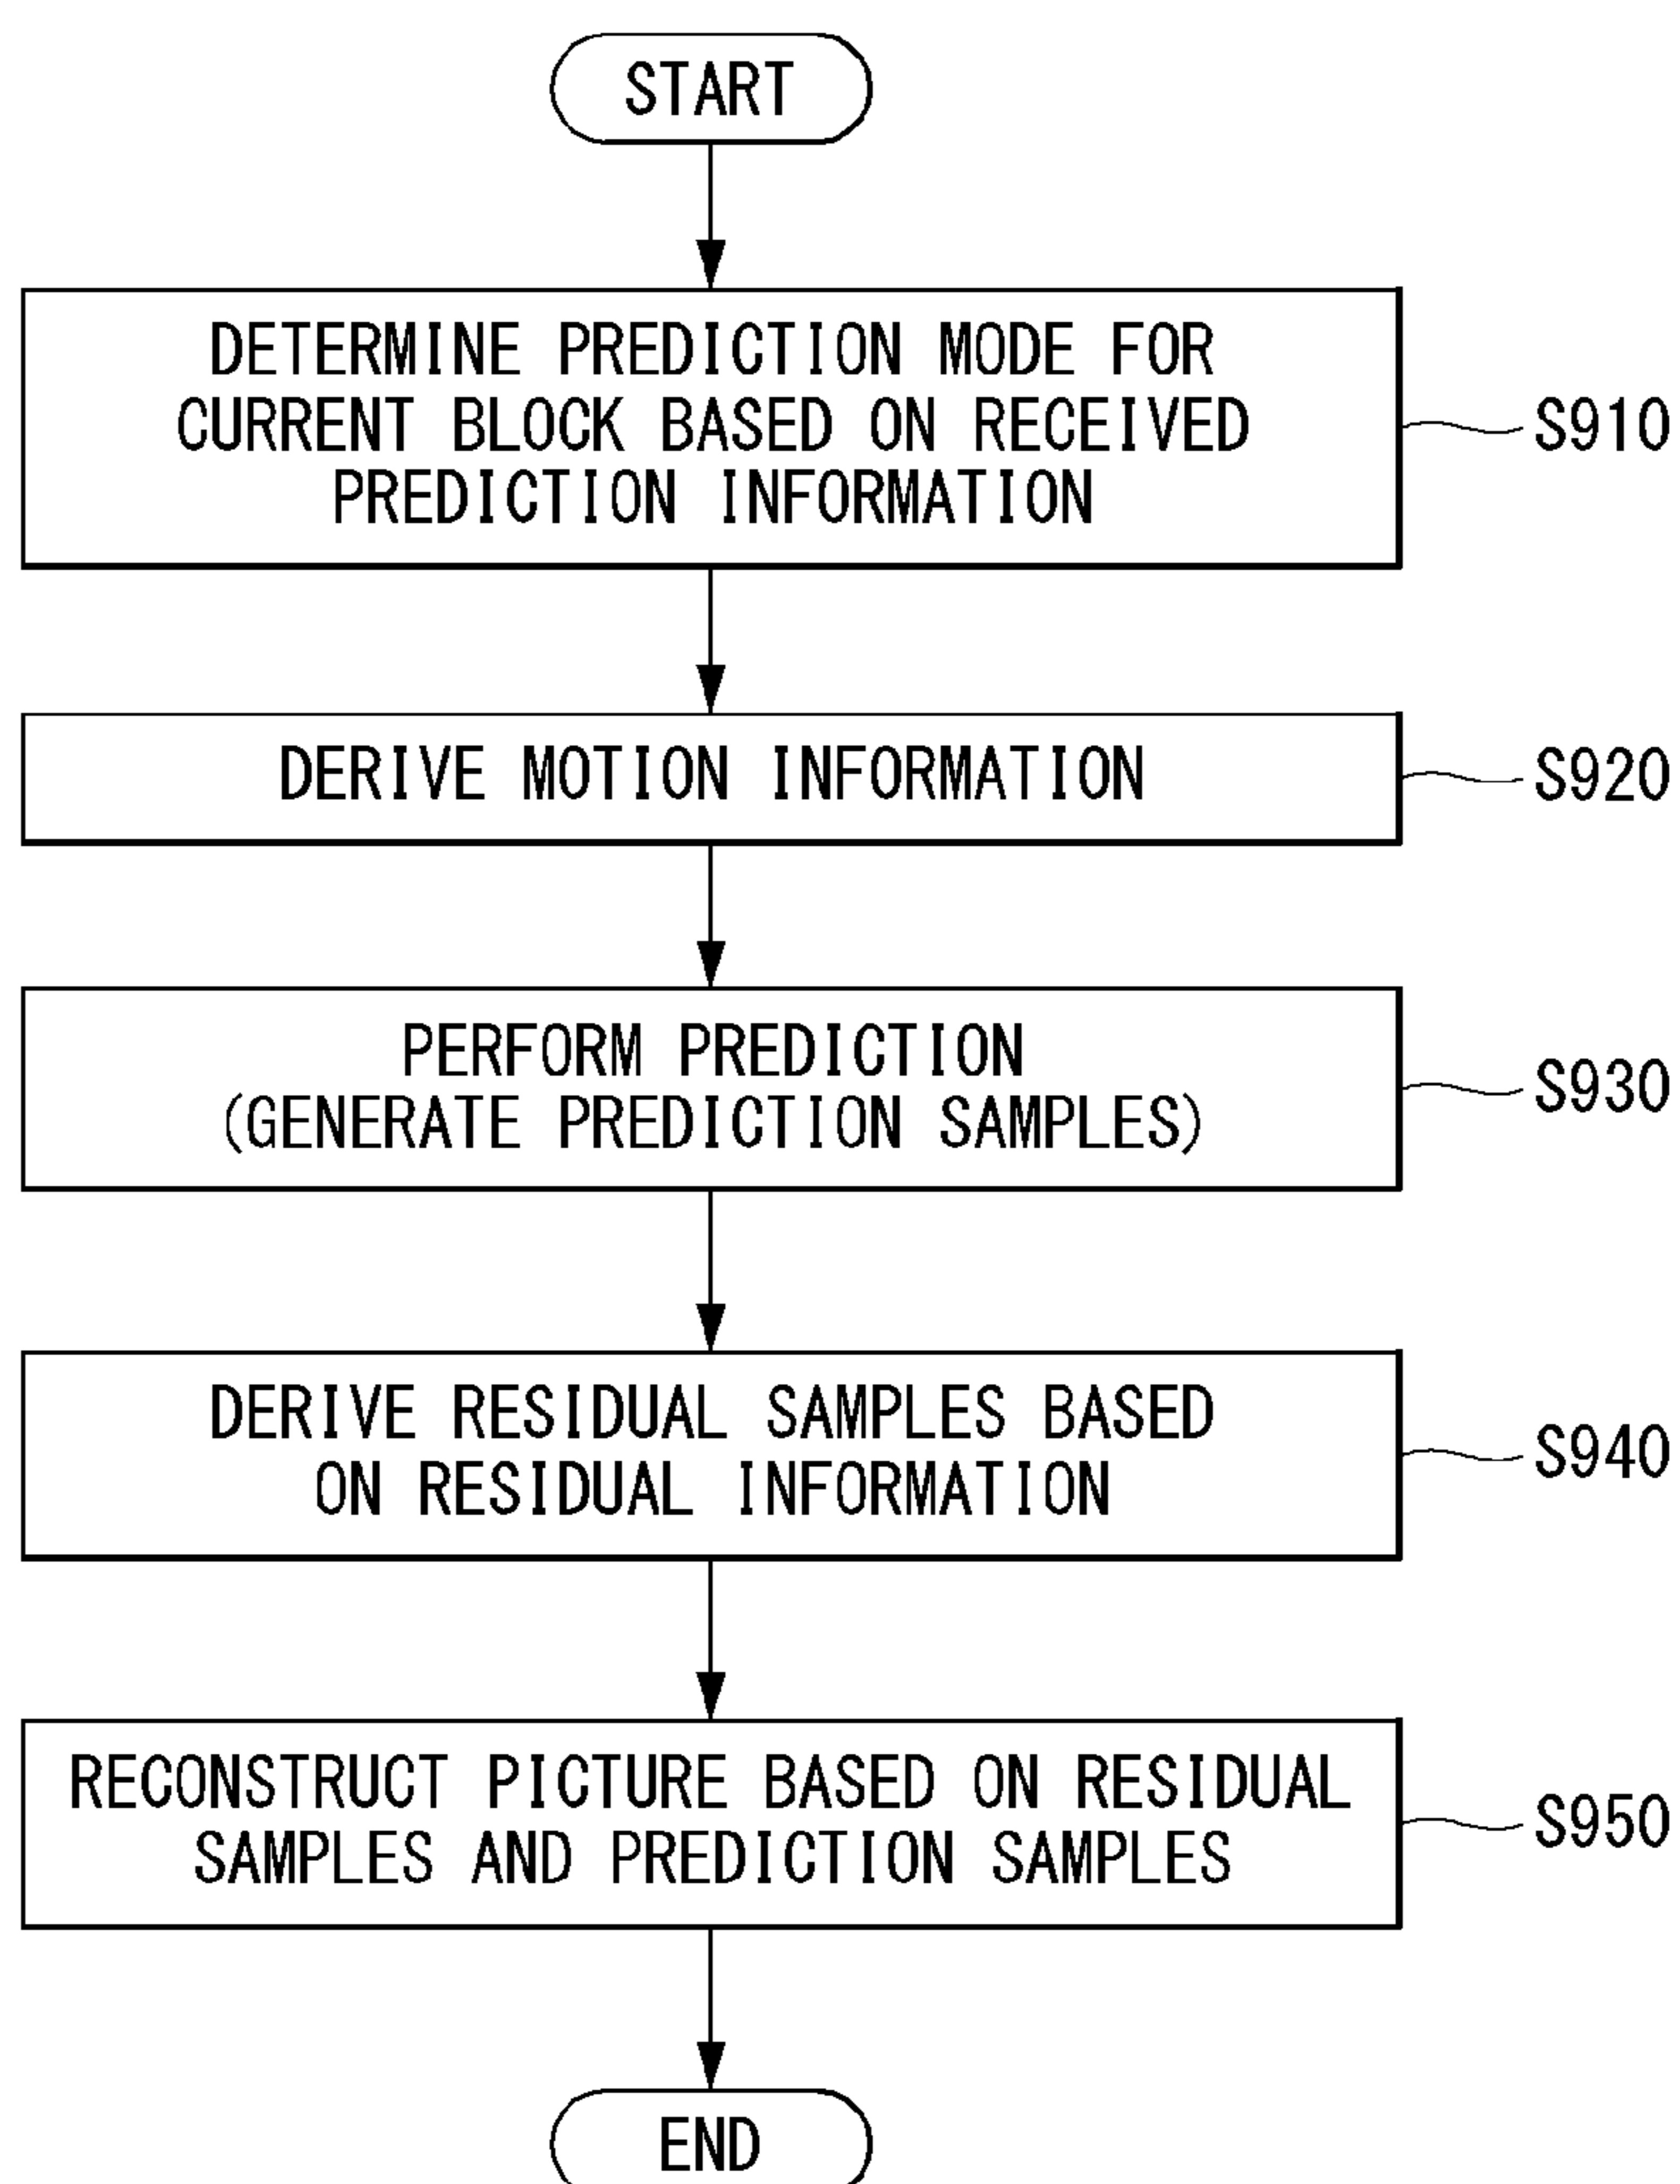 START
DETERMINE PREDICTION MODE FOR
CURRENT BLOCK BASED ON RECEIVED
PREDICTION INFORMATION
S910
DERIVE MOTION INFORMATION
S920
PERFORM PREDICTION
(GENERATE PREDICTION SAMPLES)
S930
DERIVE RESIDUAL SAMPLES BASED
ON RESIDUAL INFORMATION
S940
RECONSTRUCT PICTURE BASED ON RESIDUAL
SAMPLES AND PREDICTION SAMPLES
S950
END